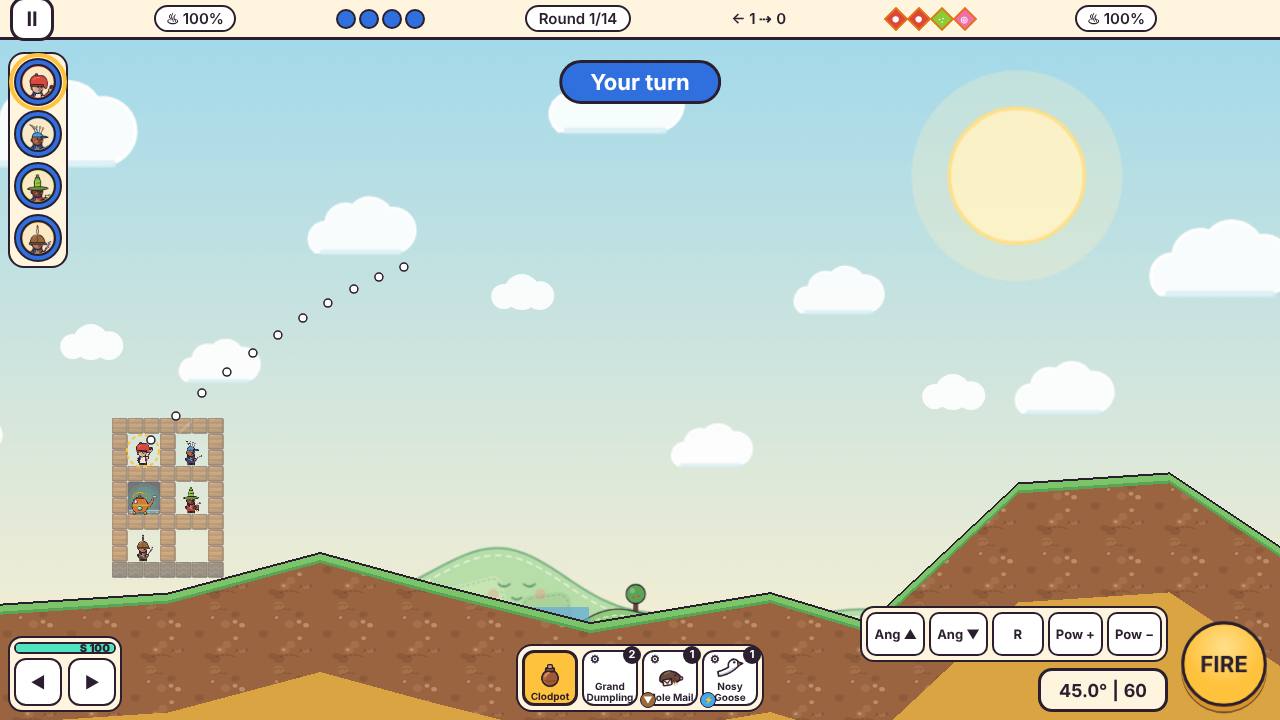 100%
Round 1/14
← 1 ⇢ 0
100%
Your turn
S 100
Clodpot
2
Grand
Dumpling
1
ole Mail
1
Nosy
Goose
Ang ▲
Ang ▼
R
Pow +
Pow −
45.0° | 60
FIRE